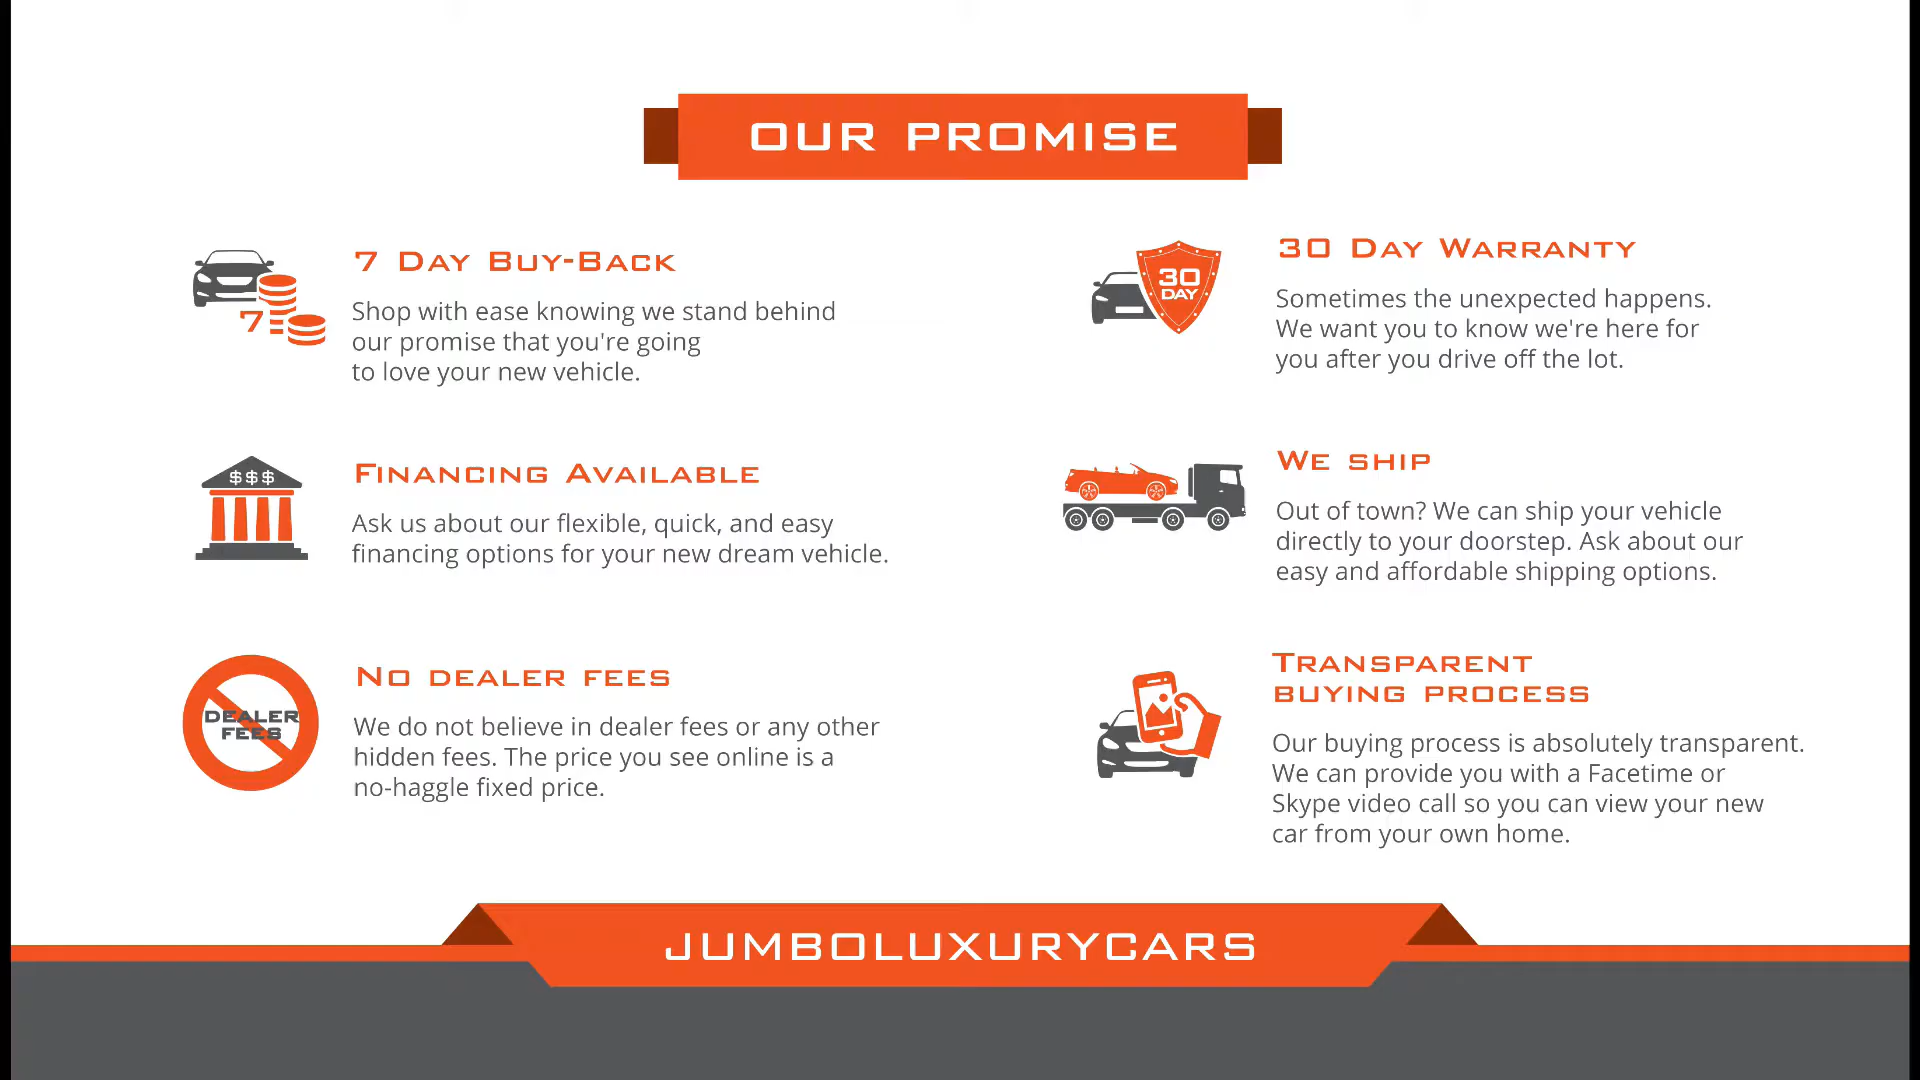 OUR PROMISE
7 DAY BUY-BACK
Shop with ease knowing we stand behind
our promise that you're going
to love your new vehicle.
7
$$$
FINANCING AVAILABLE
Ask us about our flexible, quick, and easy
financing options for your new dream vehicle.
DEALER
FEES
NO DEALER FEES
We do not believe in dealer fees or any other
hidden fees. The price you see online is a
no-haggle fixed price.
30
DAY
30 DAY WARRANTY
Sometimes the unexpected happens.
We want you to know we're here for
you after you drive off the lot.
WE SHIP
Out of town? We can ship your vehicle
directly to your doorstep. Ask about our
easy and affordable shipping options.
TRANSPARENT
BUYING PROCESS
Our buying process is absolutely transparent.
We can provide you with a Facetime or
Skype video call so you can view your new
car from your own home.
JUMBOLUXURYCARS